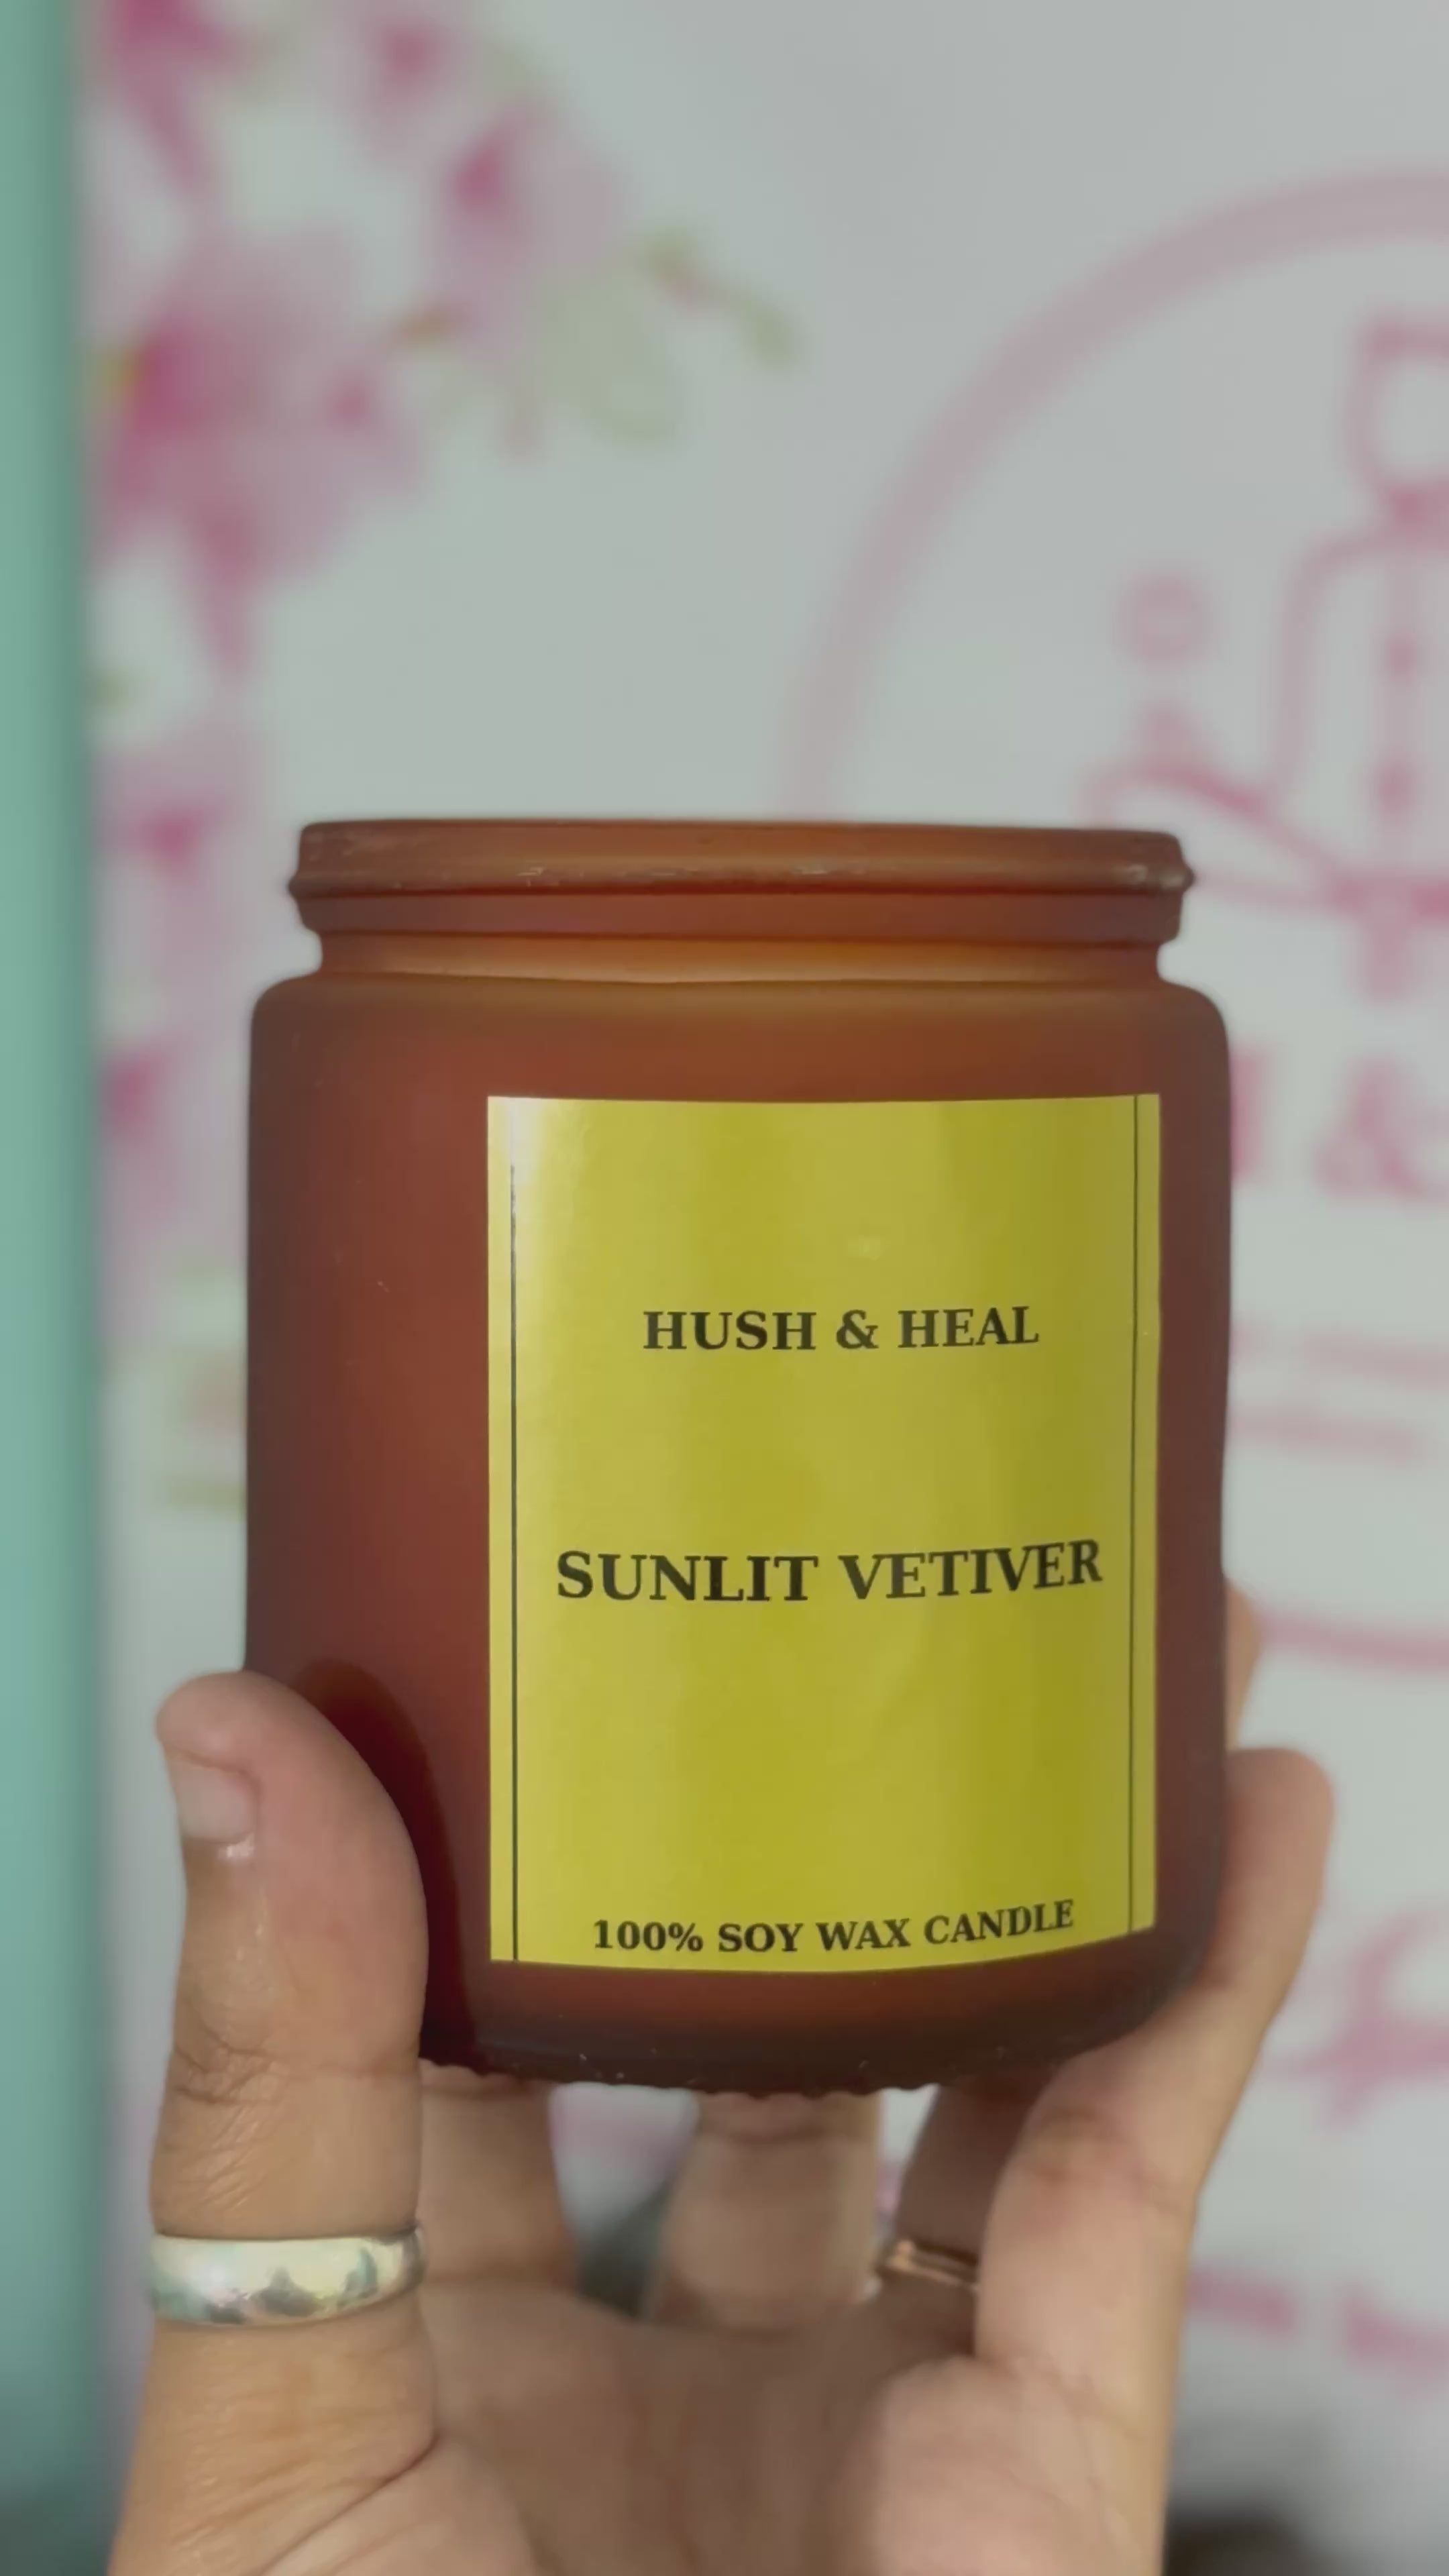 HUSH & HEAL
SUNLIT VETIVER
100% SOY WAX CANDLE